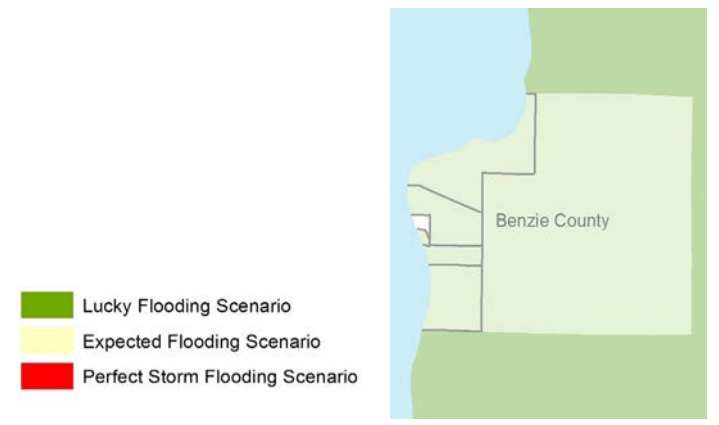 Benzie County
Lucky Flooding Scenario
Expected Flooding Scenario
Perfect Storm Flooding Scenario